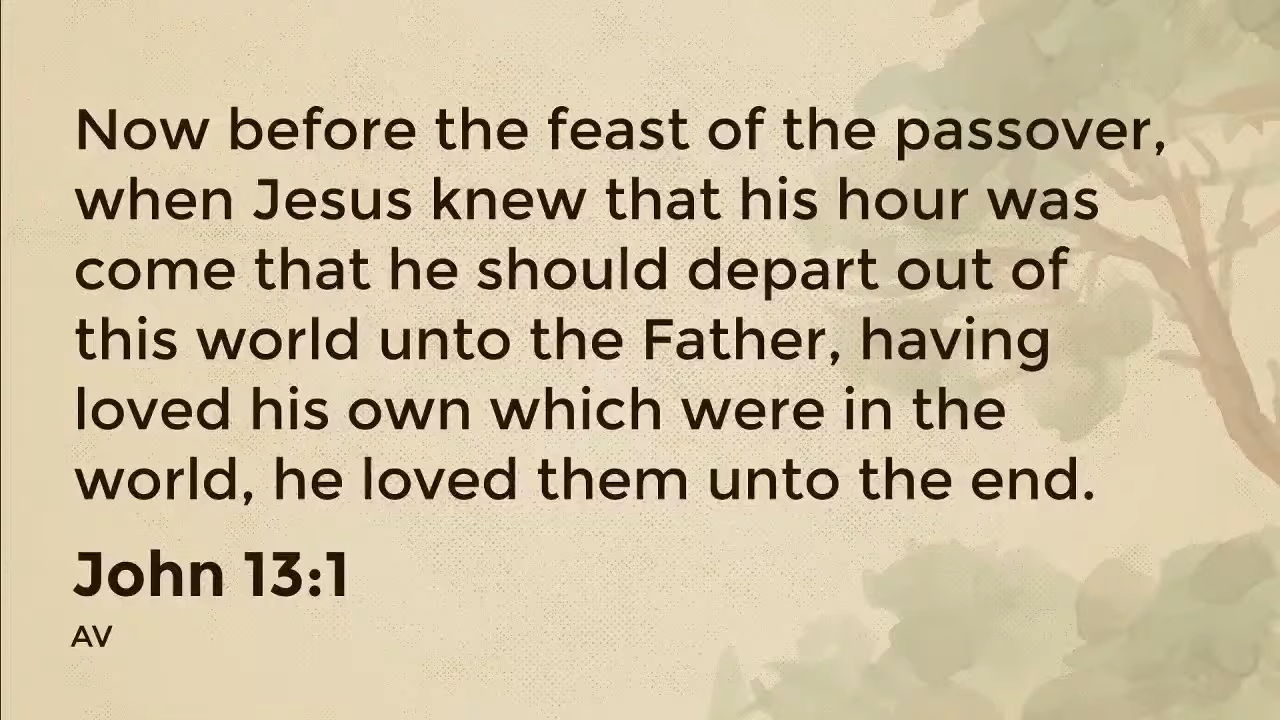 Now before the feast of the passover,
when Jesus knew that his hour was
come that he should depart out of
this world unto the Father, having
loved his own which were in the
world, he loved them unto the end.
John 13:1
AV